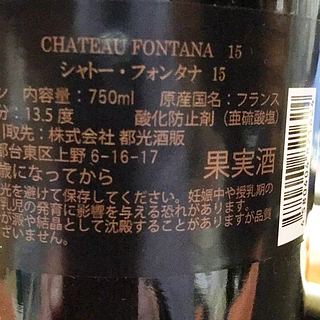 CHATEAU FONTANA 15
シャトー・フォンタナ 15
ン 内容量：750ml 原産国名：フランス
分：13.5 度 酸化防止剤（亜硫酸塩）
引取先：株式会社 都光酒販
都台東区上野 6-16-17 果実酒
歳になってから
光を避けて保存してください。妊娠中や授乳期の
乳児の発育に影響を与える恐れがあります。
が澱や結晶として沈殿することがありますが品質
ざいません。